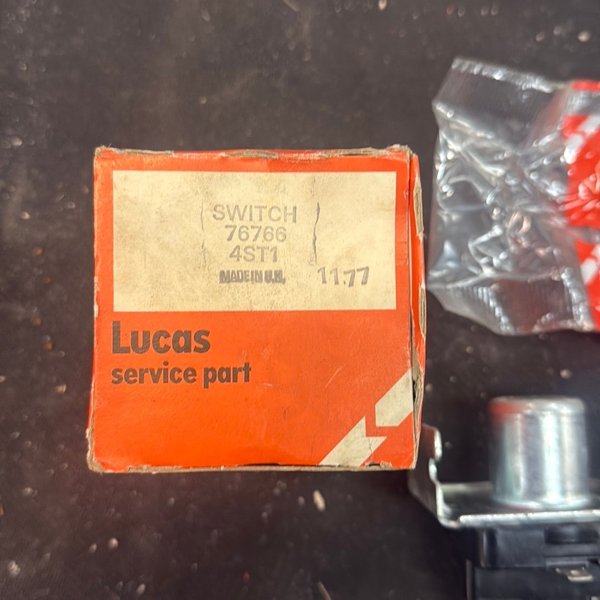 SWITCH
76766
4ST1
MADE IN U.K. 11.77
Lucas
service part